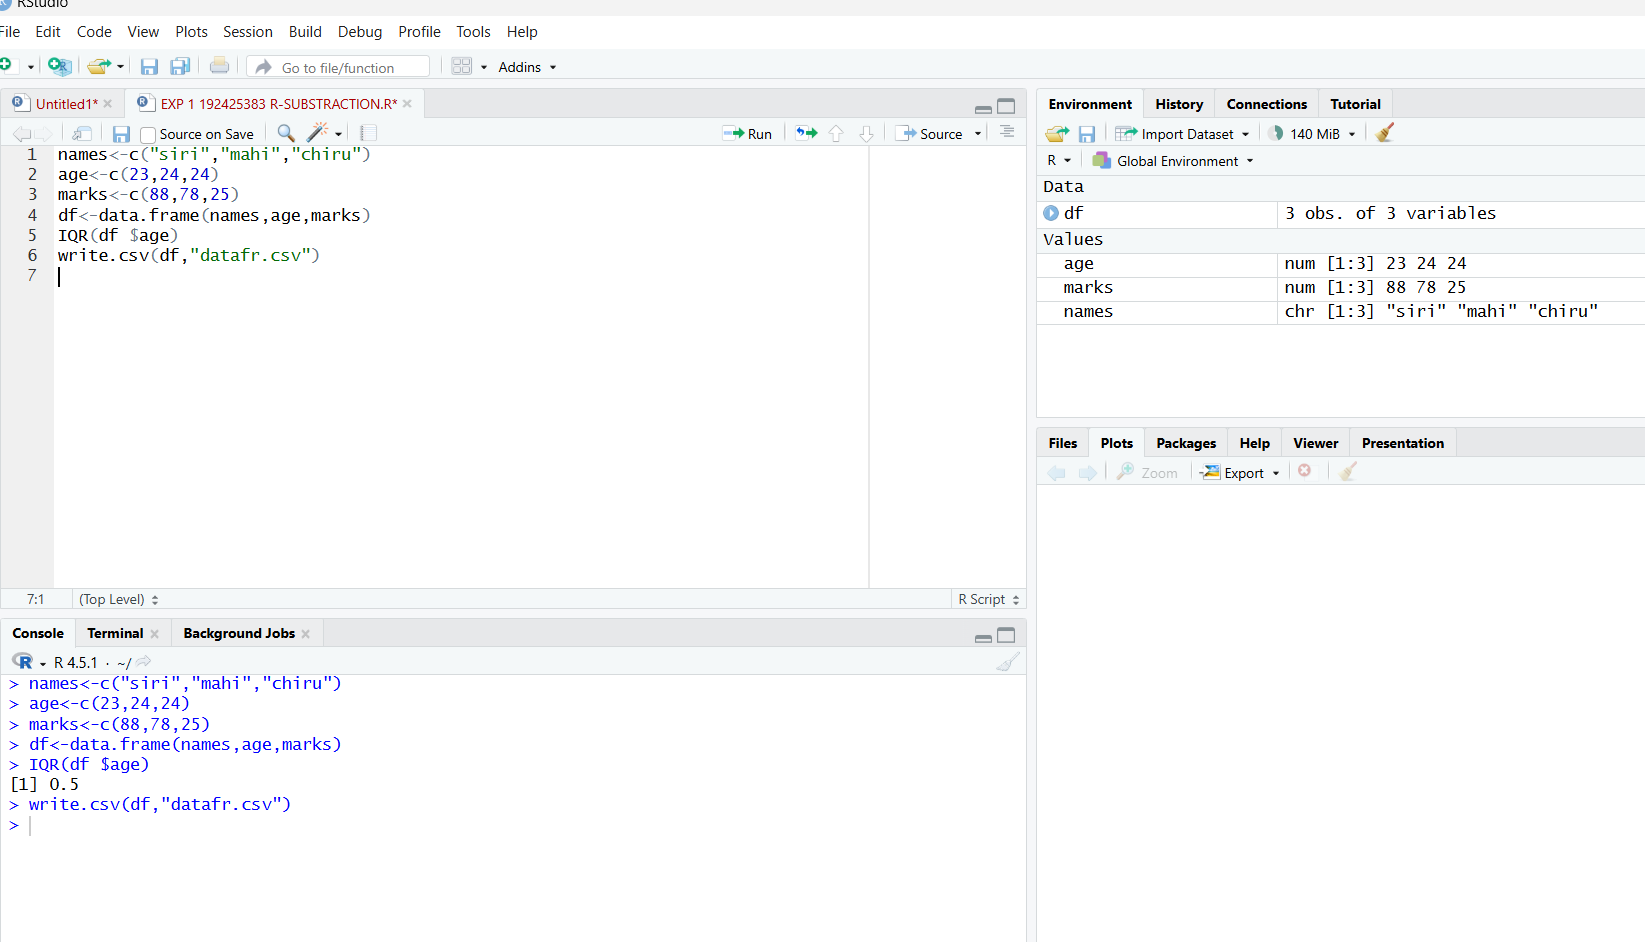 RStudio
File Edit Code View Plots Session Build Debug Profile Tools Help
Go to file/function Addins
Untitled1* EXP 1 192425383 R-SUBSTRACTION.R*
Source on Save Run Source
1 names<-c("siri","mahi","chiru")
2 age<-c(23,24,24)
3 marks<-c(88,78,25)
4 df<-data.frame(names,age,marks)
5 IQR(df $age)
6 write.csv(df,"datafr.csv")
7
7:1 (Top Level) R Script
Console Terminal Background Jobs
R R 4.5.1 · ~/
> names<-c("siri","mahi","chiru")
> age<-c(23,24,24)
> marks<-c(88,78,25)
> df<-data.frame(names,age,marks)
> IQR(df $age)
[1] 0.5
> write.csv(df,"datafr.csv")
>
Environment History Connections Tutorial
Import Dataset 140 MiB
R Global Environment
Data
df 3 obs. of 3 variables
Values
age num [1:3] 23 24 24
marks num [1:3] 88 78 25
names chr [1:3] "siri" "mahi" "chiru"
Files Plots Packages Help Viewer Presentation
Zoom Export